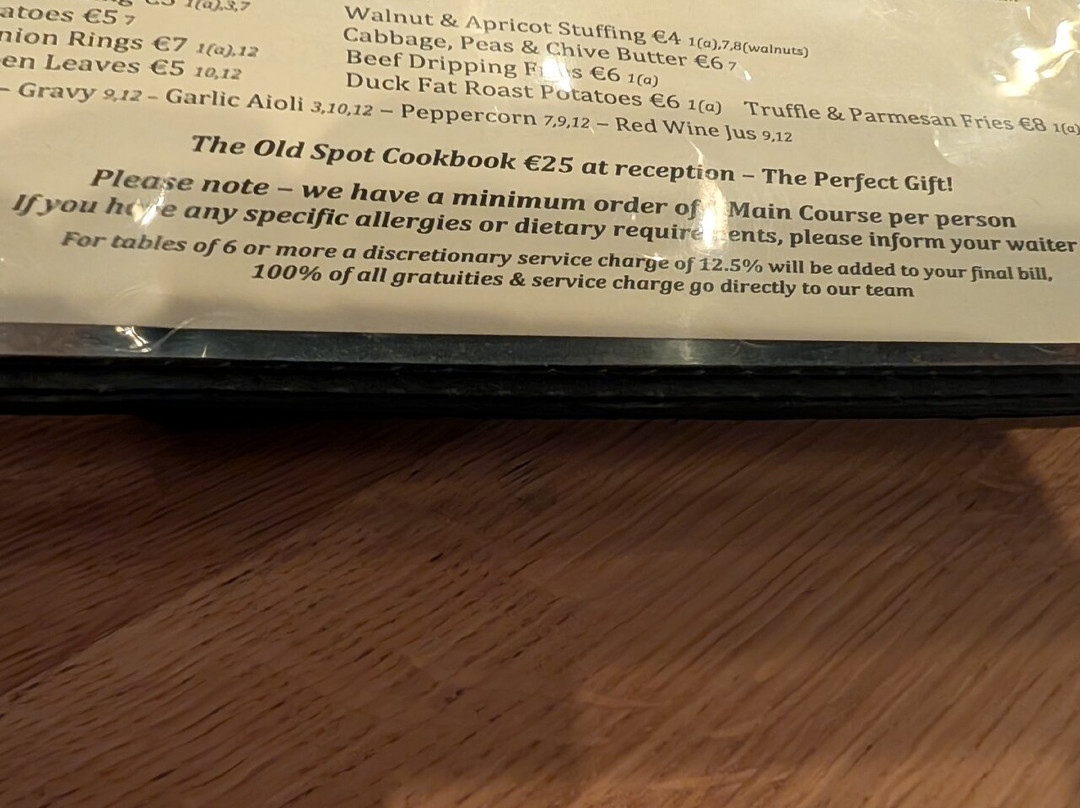 1(a),3,7
atoes €5 7
nion Rings €7 1(a),12
en Leaves €5 10,12
Walnut & Apricot Stuffing €4 1(a),7,8(walnuts)
Cabbage, Peas & Chive Butter €6 7
Beef Dripping F s €6 1(a)
Duck Fat Roast Potatoes €6 1(a) Truffle & Parmesan Fries €8 1(a)
– Gravy 9,12 – Garlic Aioli 3,10,12 – Peppercorn 7,9,12 – Red Wine Jus 9,12
The Old Spot Cookbook €25 at reception – The Perfect Gift!
Please note – we have a minimum order of Main Course per person
If you have any specific allergies or dietary requirements, please inform your waiter
For tables of 6 or more a discretionary service charge of 12.5% will be added to your final bill,
100% of all gratuities & service charge go directly to our team